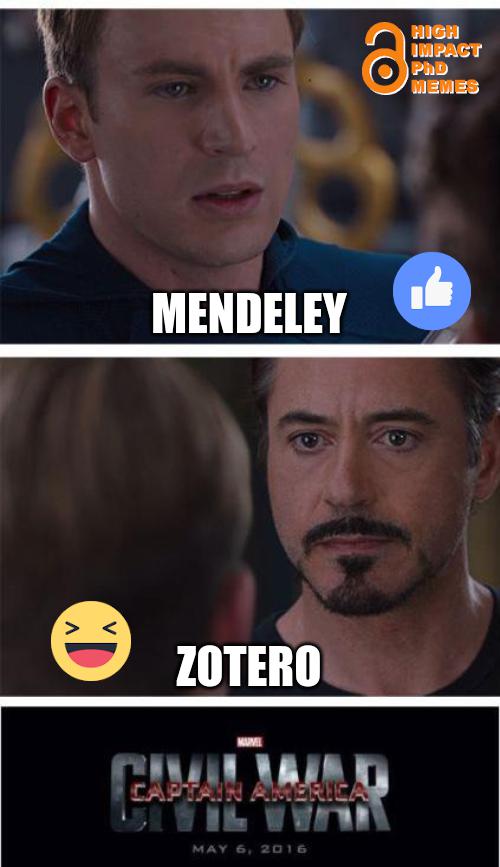 HIGH
IMPACT
PhD
MEMES
MENDELEY
ZOTERO
MARVEL
CIVIL WAR
CAPTAIN AMERICA
MAY 6, 2016